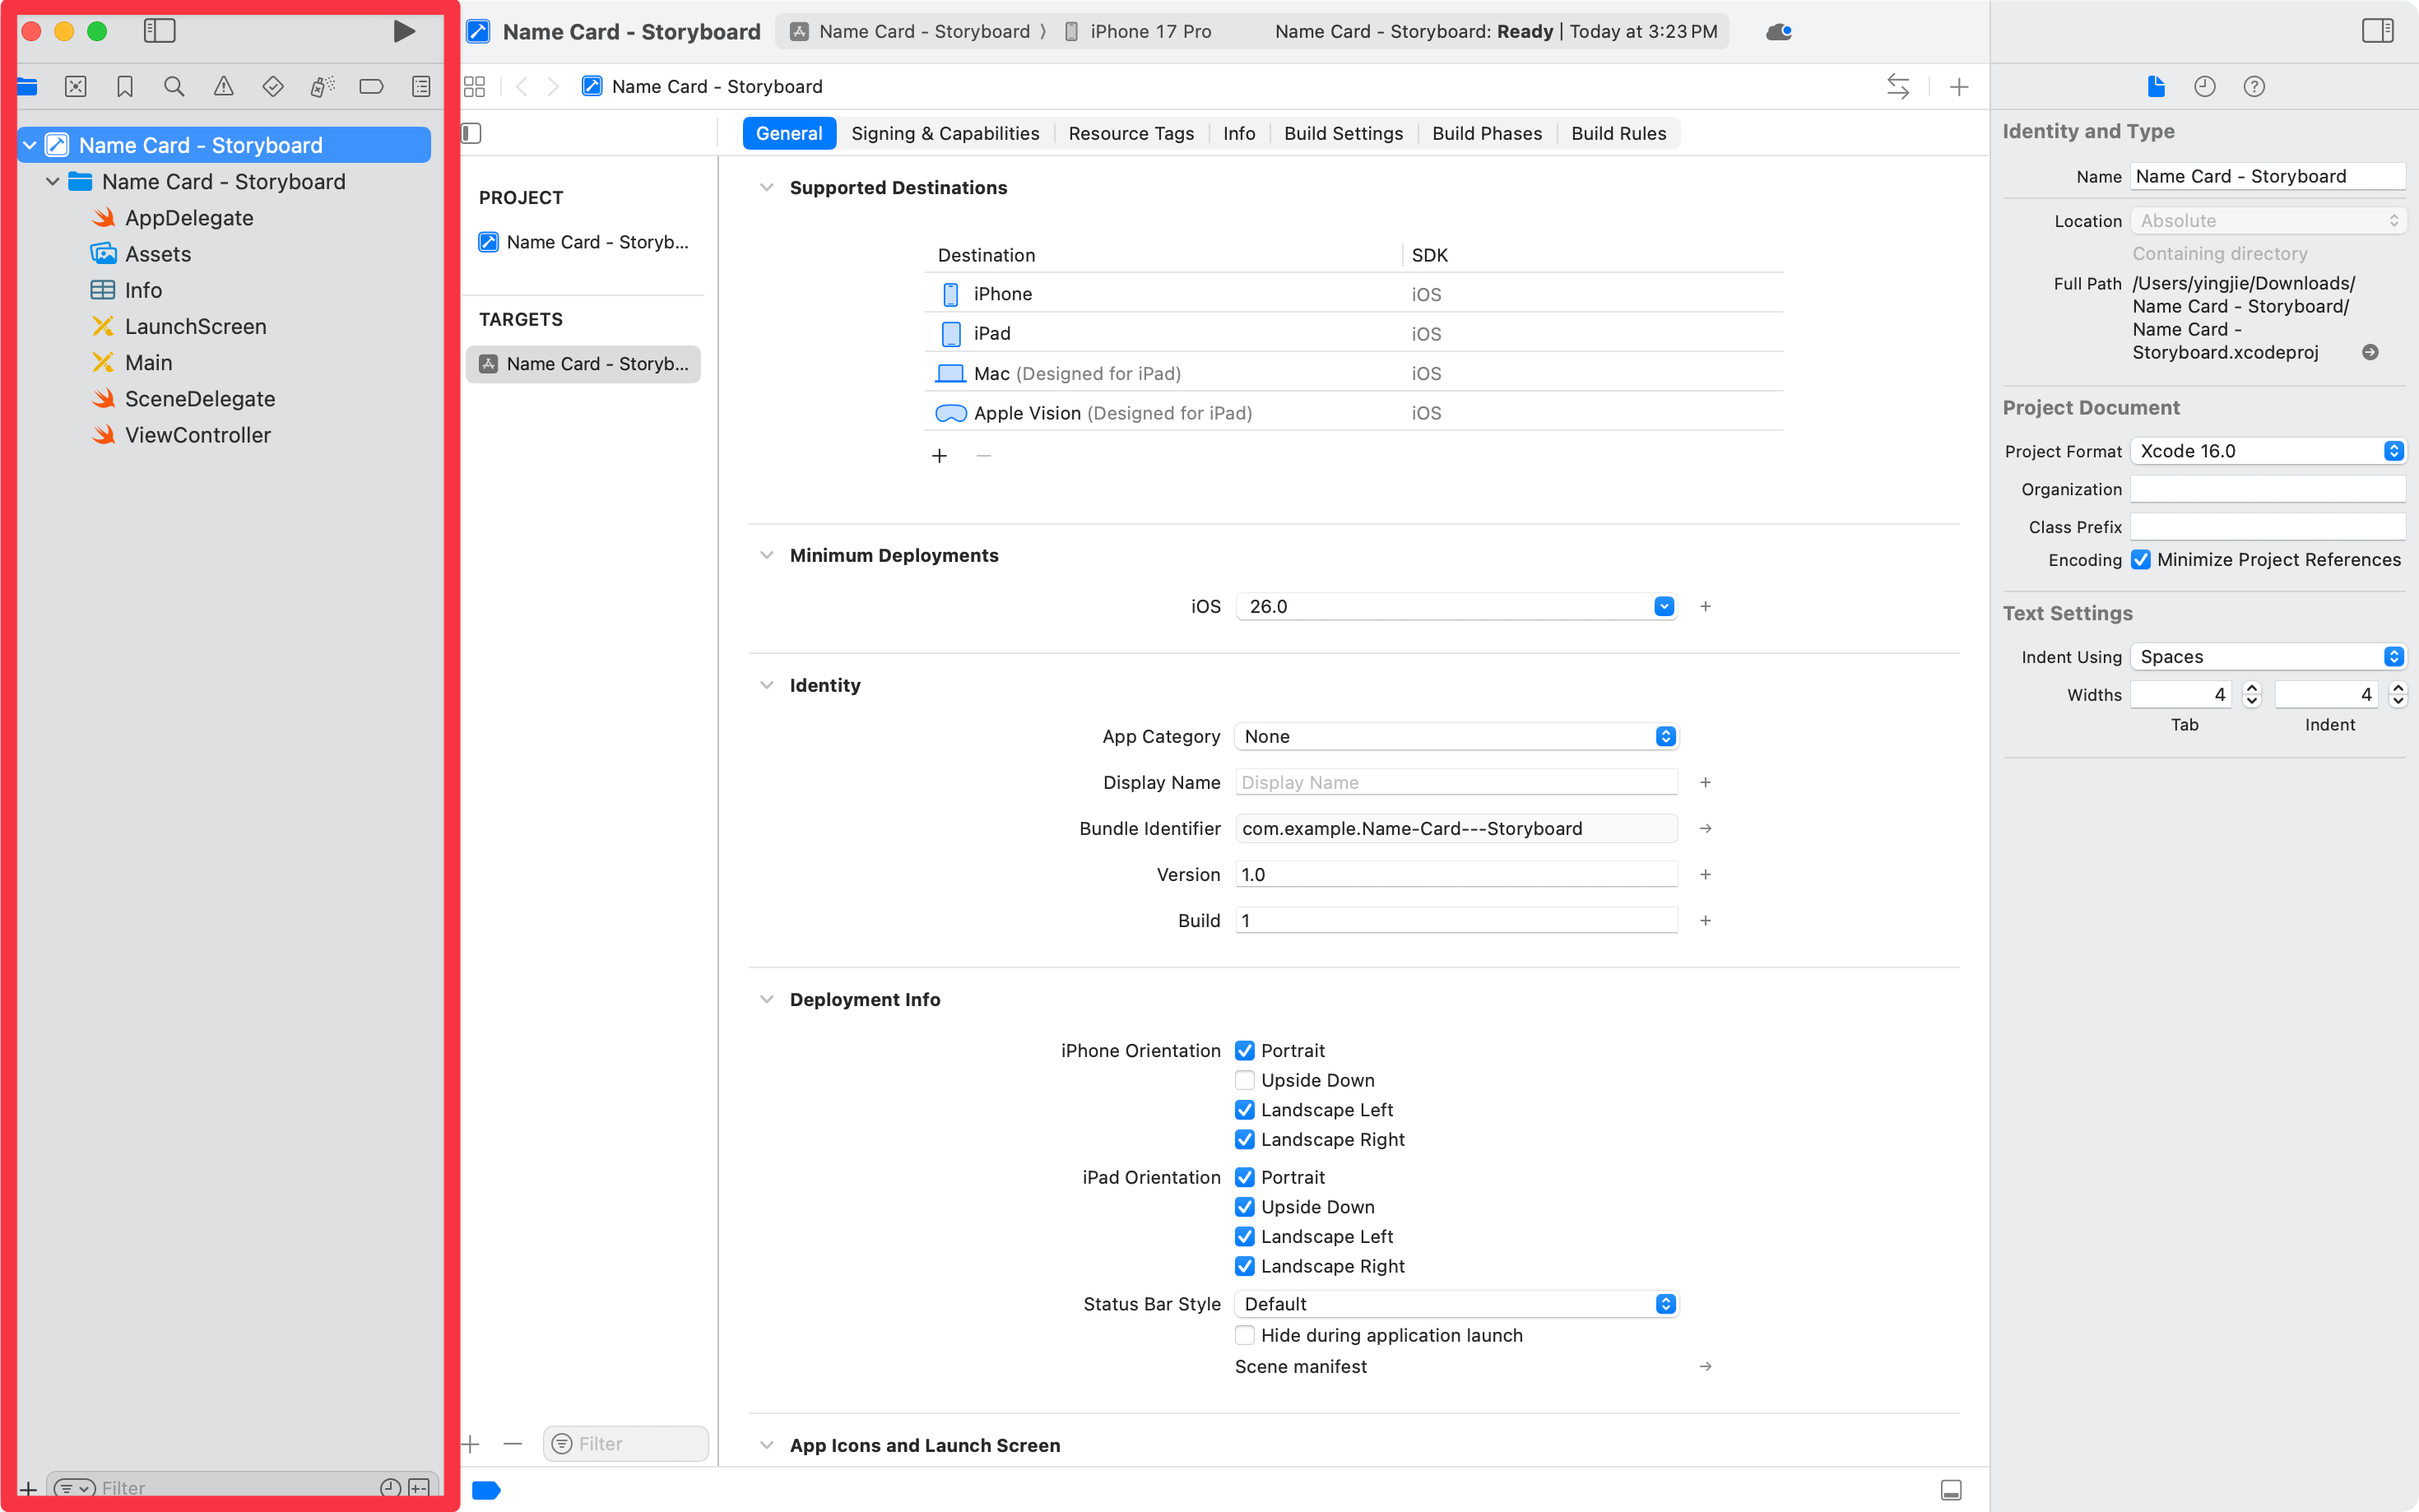 Name Card - Storyboard
Name Card - Storyboard 〉 iPhone 17 Pro
Name Card - Storyboard: Ready | Today at 3:23 PM
Name Card - Storyboard
Name Card - Storyboard
Name Card - Storyboard
AppDelegate
Assets
Info
LaunchScreen
Main
SceneDelegate
ViewController
Filter
General
Signing & Capabilities
Resource Tags
Info
Build Settings
Build Phases
Build Rules
PROJECT
Name Card - Storyb...
TARGETS
Name Card - Storyb...
Filter
Supported Destinations
Destination SDK
iPhone iOS
iPad iOS
Mac (Designed for iPad) iOS
Apple Vision (Designed for iPad) iOS
Minimum Deployments
iOS 26.0
Identity
App Category None
Display Name Display Name
Bundle Identifier com.example.Name-Card---Storyboard
Version 1.0
Build 1
Deployment Info
iPhone Orientation Portrait
Upside Down
Landscape Left
Landscape Right
iPad Orientation Portrait
Upside Down
Landscape Left
Landscape Right
Status Bar Style Default
Hide during application launch
Scene manifest
App Icons and Launch Screen
Identity and Type
Name Name Card - Storyboard
Location Absolute
Containing directory
Full Path /Users/yingjie/Downloads/
Name Card - Storyboard/
Name Card -
Storyboard.xcodeproj
Project Document
Project Format Xcode 16.0
Organization
Class Prefix
Encoding Minimize Project References
Text Settings
Indent Using Spaces
Widths 4 4
Tab Indent